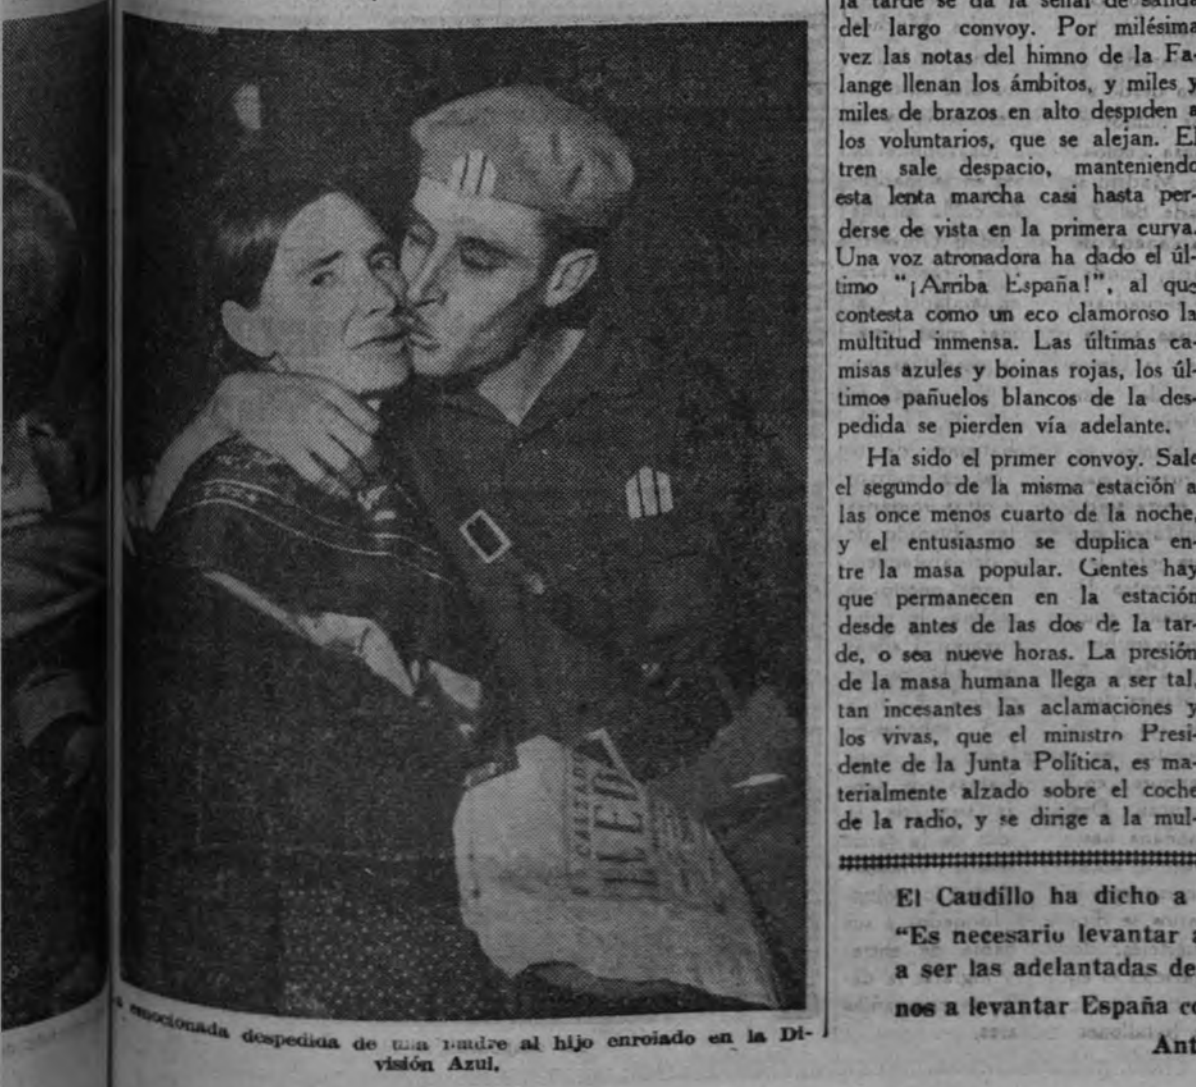 la tarde se da la señal de salida
del largo convoy. Por milésima
vez las notas del himno de la Fa-
lange llenan los ámbitos, y miles y
miles de brazos en alto despiden a
los voluntarios, que se alejan. El
tren sale despacio, manteniendo
esta lenta marcha casi hasta per-
derse de vista en la primera curva.
Una voz atronadora ha dado el úl-
timo "¡Arriba España!", al que
contesta como un eco clamoroso la
multitud inmensa. Las últimas ca-
misas azules y boinas rojas, los úl-
timos pañuelos blancos de la des-
pedida se pierden vía adelante.
Ha sido el primer convoy. Sale
el segundo de la misma estación a
las once menos cuarto de la noche,
y el entusiasmo se duplica en-
tre la masa popular. Gentes hay
que permanecen en la estación
desde antes de las dos de la tar-
de, o sea nueve horas. La presión
de la masa humana llega a ser tal,
tan incesantes las aclamaciones y
los vivas, que el ministro Presi-
dente de la Junta Política, es ma-
terialmente alzado sobre el coche
de la radio, y se dirige a la mul-
El Caudillo ha dicho a
"Es necesario levantar
a ser las adelantadas de
nos a levantar España
Ant
emocionada despedida de una madre al hijo enrolado en la Di-
visión Azul.